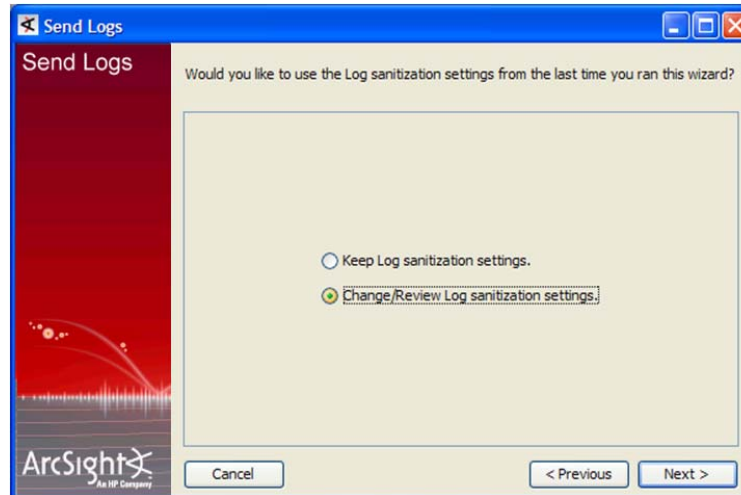 Send Logs
Send Logs
Would you like to use the Log sanitization settings from the last time you ran this wizard?
Keep Log sanitization settings.
Change/Review Log sanitization settings.
ArcSight
An HP Company
Cancel
< Previous
Next >